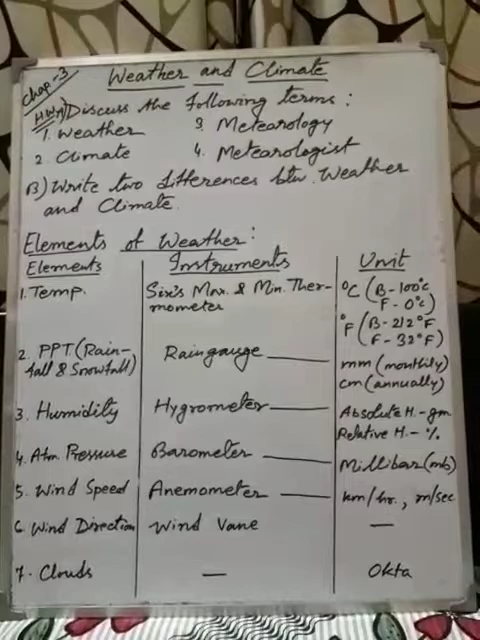 Chap-3
Weather and Climate
H.W. A) Discuss the following terms:
1. Weather 3. Metearology
2. Climate 4. Metearologist
B) Write two differences btw. Weather
and Climate.
Elements of Weather:
Elements Instruments Unit
1. Temp. Six's Max. & Min. Ther- °C (B-100°C
mometer F-0°C)
°F (B-212°F
F-32°F)
2. PPT (Rain- Raingauge mm (monthly)
fall & Snowfall) cm (annually)
3. Humidity Hygrometer Absolute H.- gm.
Relative H.- %
4. Atm. Pressure Barometer Millibar (mb)
5. Wind Speed Anemometer km/hr., m/sec
6. Wind Direction Wind Vane —
7. Clouds — Okta